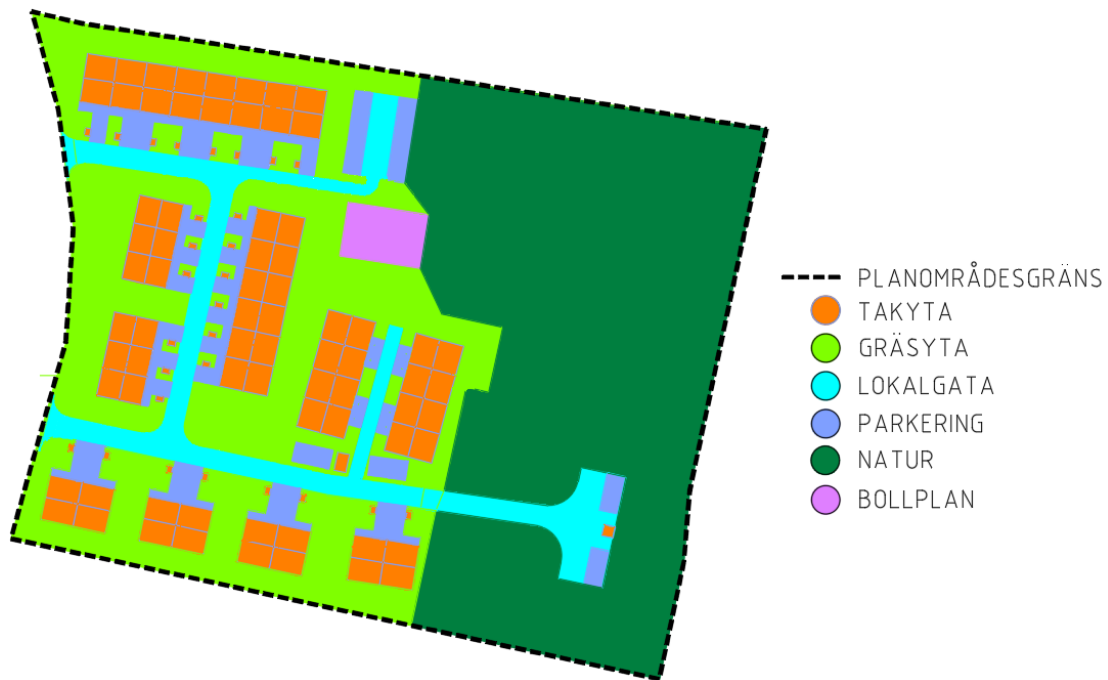 PLANOMRÅDESGRÄNS
TAKYTA
GRÄSYTA
LOKALGATA
PARKERING
NATUR
BOLLPLAN